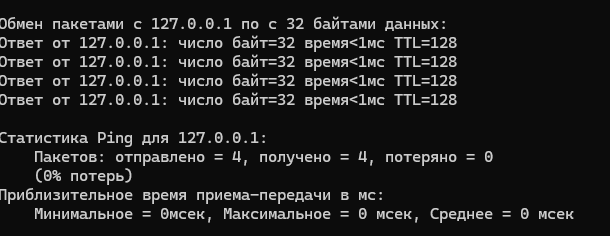 Обмен пакетами с 127.0.0.1 по с 32 байтами данных:
Ответ от 127.0.0.1: число байт=32 время<1мс TTL=128
Ответ от 127.0.0.1: число байт=32 время<1мс TTL=128
Ответ от 127.0.0.1: число байт=32 время<1мс TTL=128
Ответ от 127.0.0.1: число байт=32 время<1мс TTL=128
Статистика Ping для 127.0.0.1:
Пакетов: отправлено = 4, получено = 4, потеряно = 0
(0% потерь)
Приблизительное время приема-передачи в мс:
Минимальное = 0мсек, Максимальное = 0 мсек, Среднее = 0 мсек